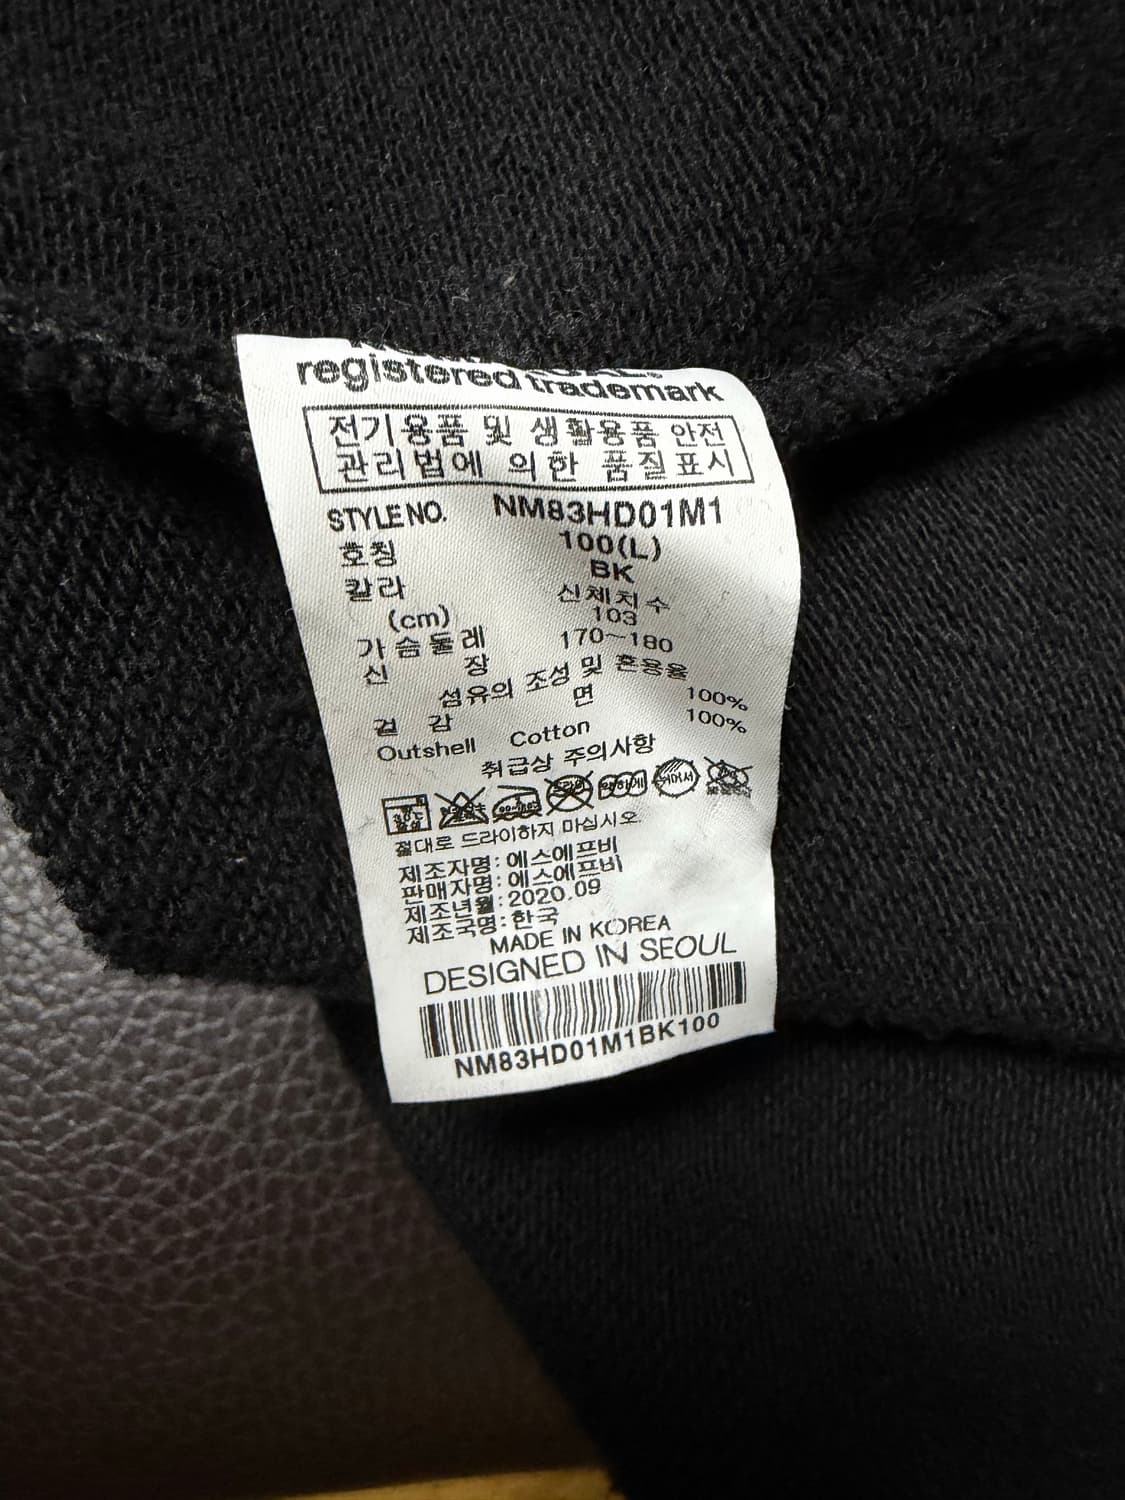 registered trademark
전기용품 및 생활용품 안전
관리법에 의한 품질표시
STYLE NO. NM83HD01M1
호칭 100(L)
칼라 BK
(cm) 신체치수
가슴둘레 103
신장 170~180
섬유의 조성 및 혼용율
겉감 면 100%
Outshell Cotton 100%
취급상 주의사항
절대로 드라이하지 마십시오
제조자명:에스에프비
판매자명:에스에프비
제조년월:2020.09
제조국명:한국
MADE IN KOREA
DESIGNED IN SEOUL
NM83HD01M1BK100